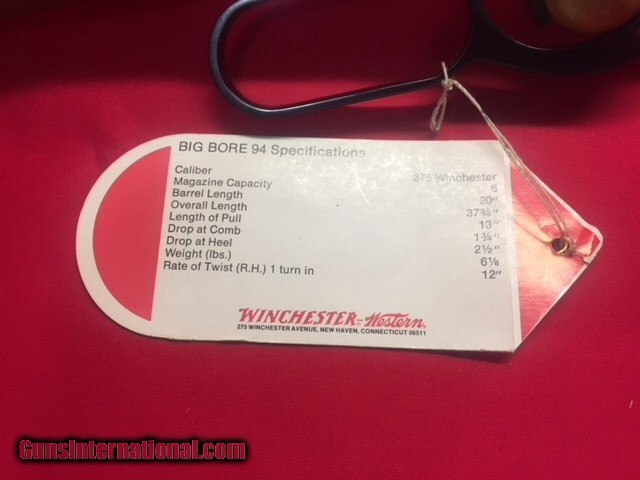 BIG BORE 94 Specifications
Caliber 375 Winchester
Magazine Capacity 6
Barrel Length 20"
Overall Length 37¾"
Length of Pull 13"
Drop at Comb 1¾"
Drop at Heel 2½"
Weight (lbs.) 6⅛
Rate of Twist (R.H.) 1 turn in 12"
WINCHESTER-Western.
275 WINCHESTER AVENUE, NEW HAVEN, CONNECTICUT 06511
GunsInternational.com